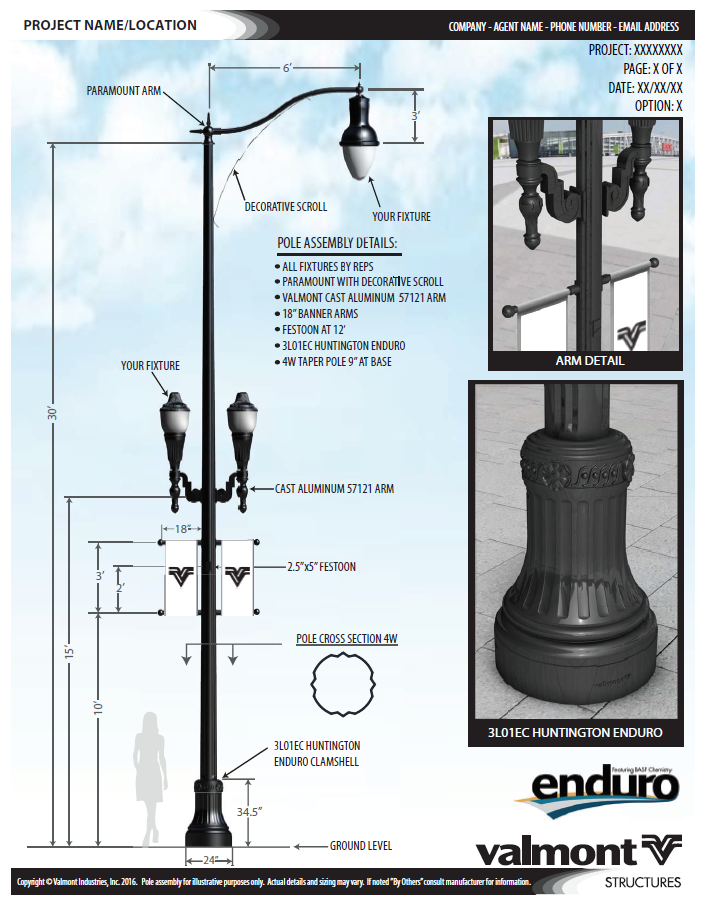 PROJECT NAME/LOCATION
COMPANY - AGENT NAME - PHONE NUMBER - EMAIL ADDRESS
PROJECT: XXXXXXXX
PAGE: X OF X
DATE: XX/XX/XX
OPTION: X
6'
PARAMOUNT ARM
3'
DECORATIVE SCROLL
YOUR FIXTURE
POLE ASSEMBLY DETAILS:
• ALL FIXTURES BY REPS
• PARAMOUNT WITH DECORATIVE SCROLL
• VALMONT CAST ALUMINUM 57121 ARM
• 18" BANNER ARMS
• FESTOON AT 12'
• 3L01EC HUNTINGTON ENDURO
• 4W TAPER POLE 9" AT BASE
ARM DETAIL
YOUR FIXTURE
30'
CAST ALUMINUM 57121 ARM
18"
2.5"x5" FESTOON
3'
2'
15'
10'
POLE CROSS SECTION 4W
3L01EC HUNTINGTON ENDURO
3L01EC HUNTINGTON
ENDURO CLAMSHELL
34.5"
Featuring BASF Chemistry
enduro
GROUND LEVEL
24"
valmont
STRUCTURES
Copyright © Valmont Industries, Inc. 2016. Pole assembly for illustrative purposes only. Actual details and sizing may vary. If noted "By Others" consult manufacturer for information.